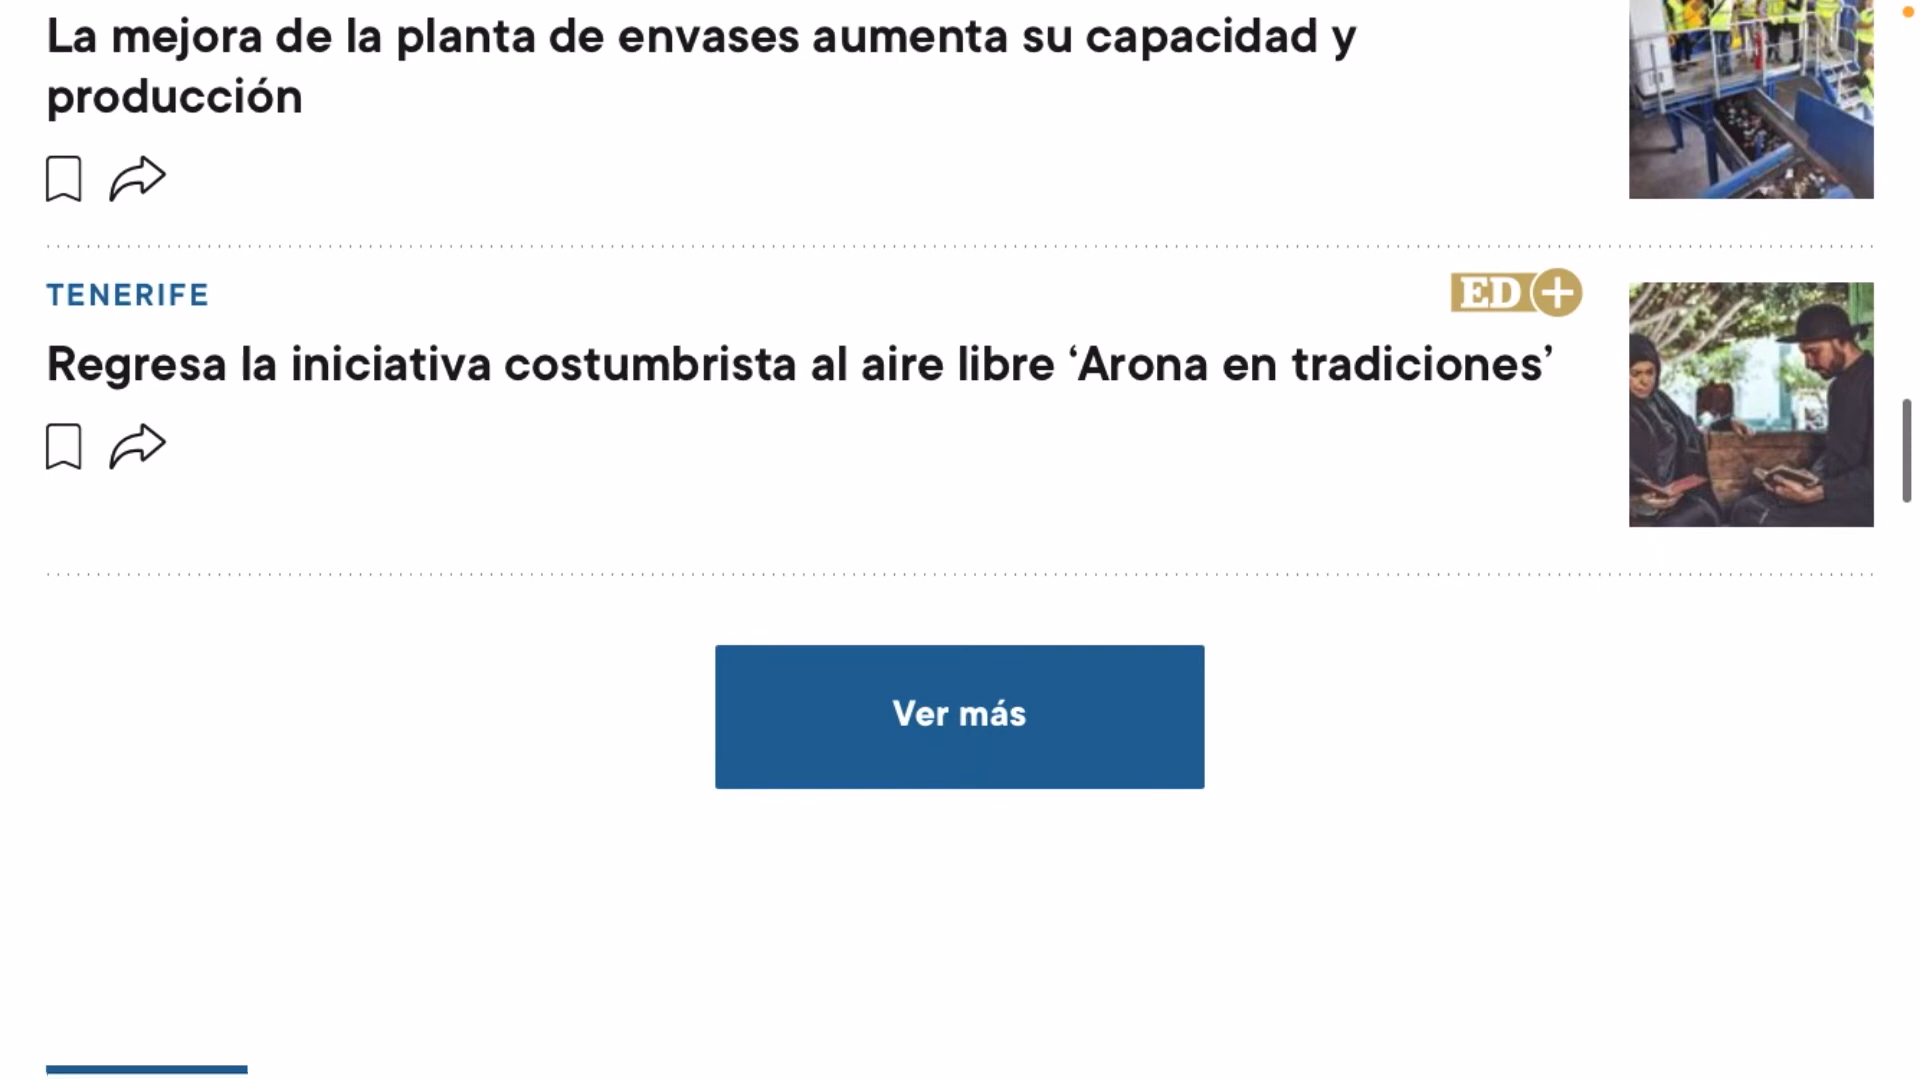 La mejora de la planta de envases aumenta su capacidad y
producción
TENERIFE
ED+
Regresa la iniciativa costumbrista al aire libre ‘Arona en tradiciones’
Ver más